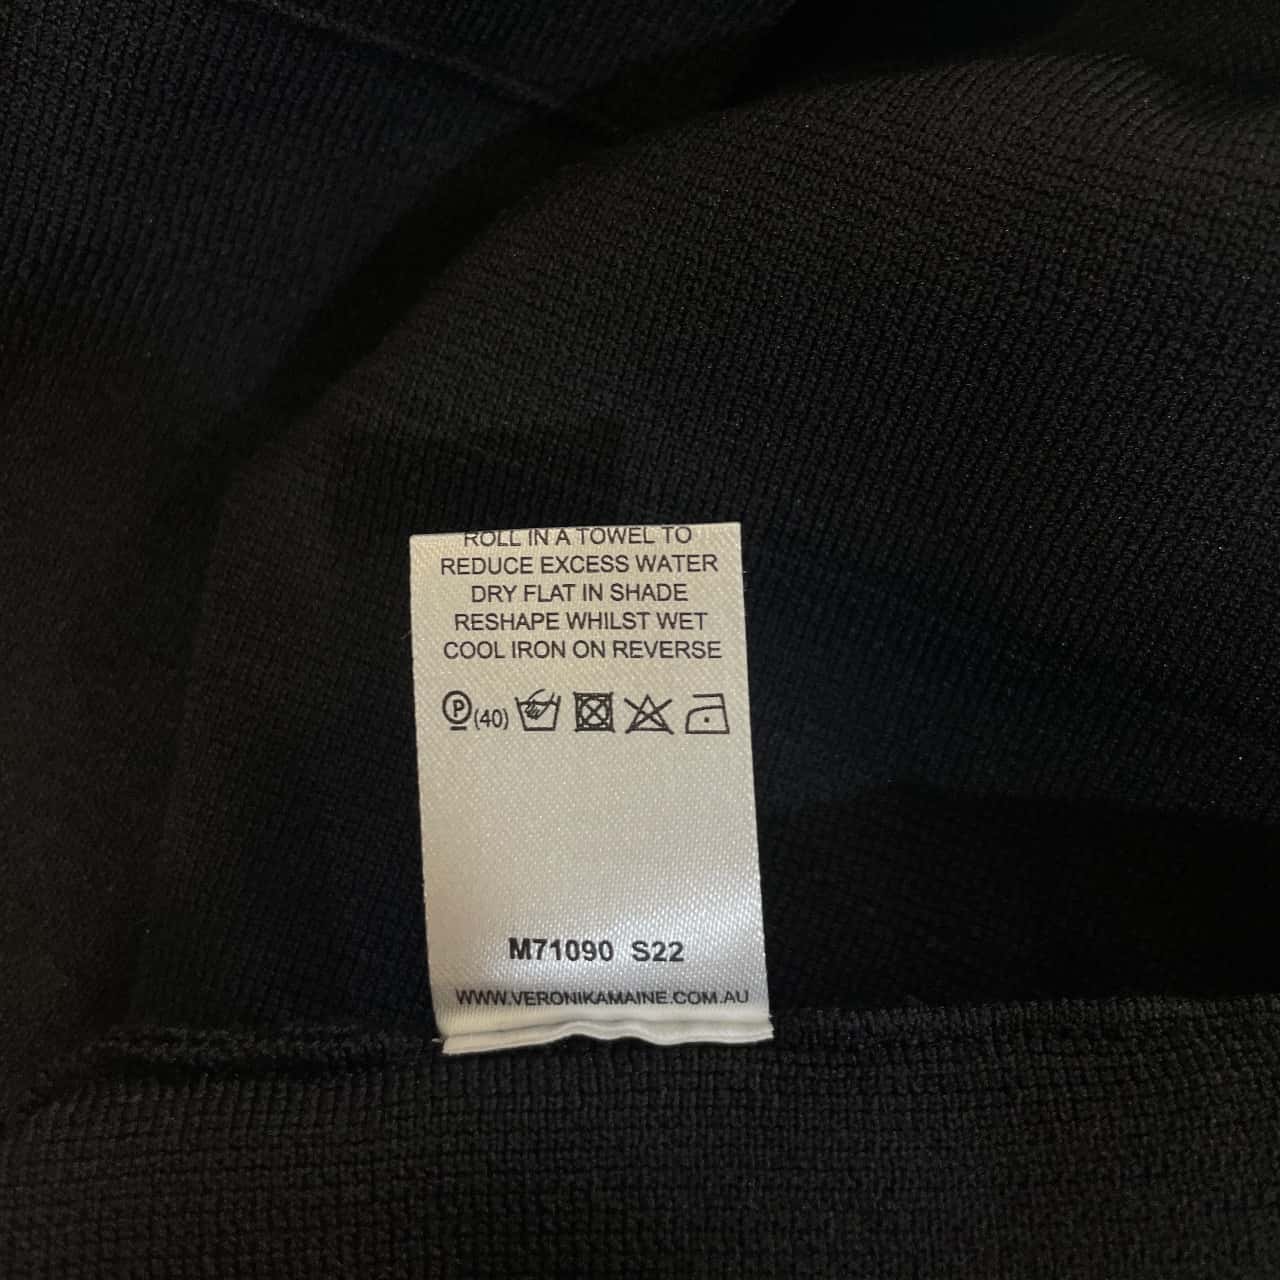 ROLL IN A TOWEL TO
REDUCE EXCESS WATER
DRY FLAT IN SHADE
RESHAPE WHILST WET
COOL IRON ON REVERSE
P (40)
M71090 S22
WWW.VERONIKAMAINE.COM.AU